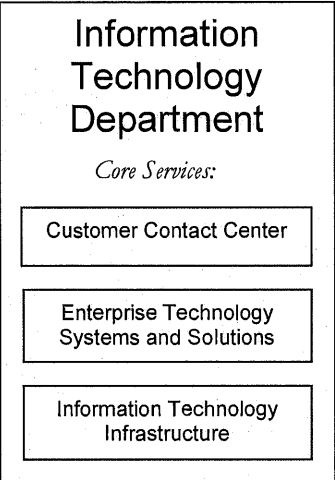 Information
Technology
Department
Core Services:
Customer Contact Center
Enterprise Technology
Systems and Solutions
Information Technology
Infrastructure